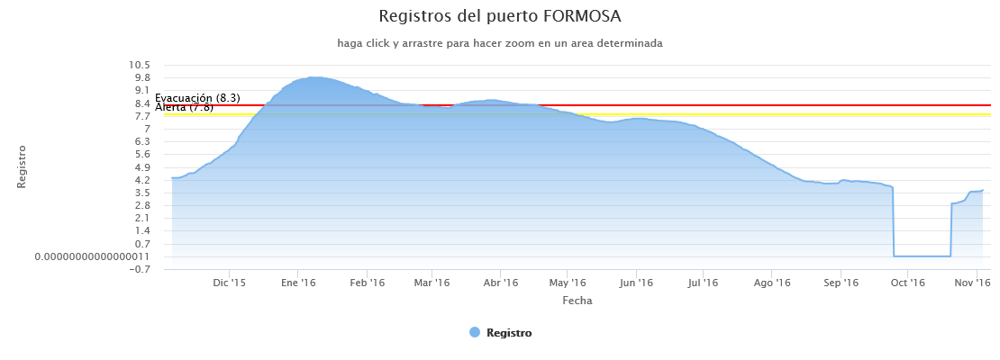 Registros del puerto FORMOSA
haga click y arrastre para hacer zoom en un area determinada
Registro
10.5
9.8
9.1
8.4
7.7
7
6.3
5.6
4.9
4.2
3.5
2.8
2.1
1.4
0.7
0.00000000000000011
-0.7
Evacuación (8.3)
Alerta (7.8)
Dic '15 Ene '16 Feb '16 Mar '16 Abr '16 May '16 Jun '16 Jul '16 Ago '16 Sep '16 Oct '16 Nov '16
Fecha
Registro